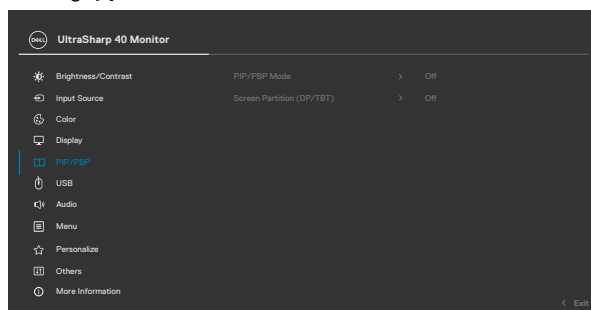 DELL UltraSharp 40 Monitor
Brightness/Contrast PIP/PBP Mode > Off
Input Source Screen Partition (DP/TBT) > Off
Color
Display
PIP/PBP
USB
Audio
Menu
Personalize
Others
More Information
< Exit